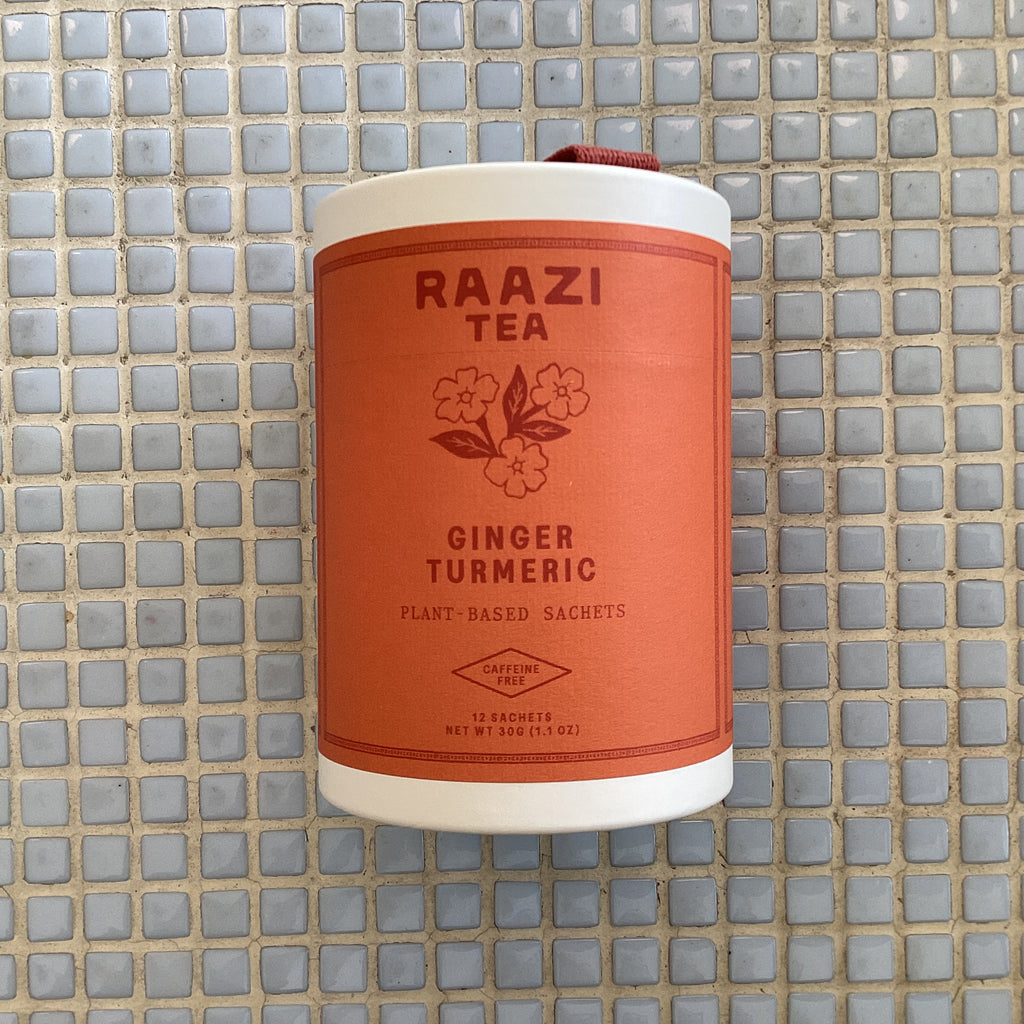 RAAZI
TEA
GINGER
TURMERIC
PLANT-BASED SACHETS
CAFFEINE
FREE
12 SACHETS
NET WT 30G (1.1 OZ)